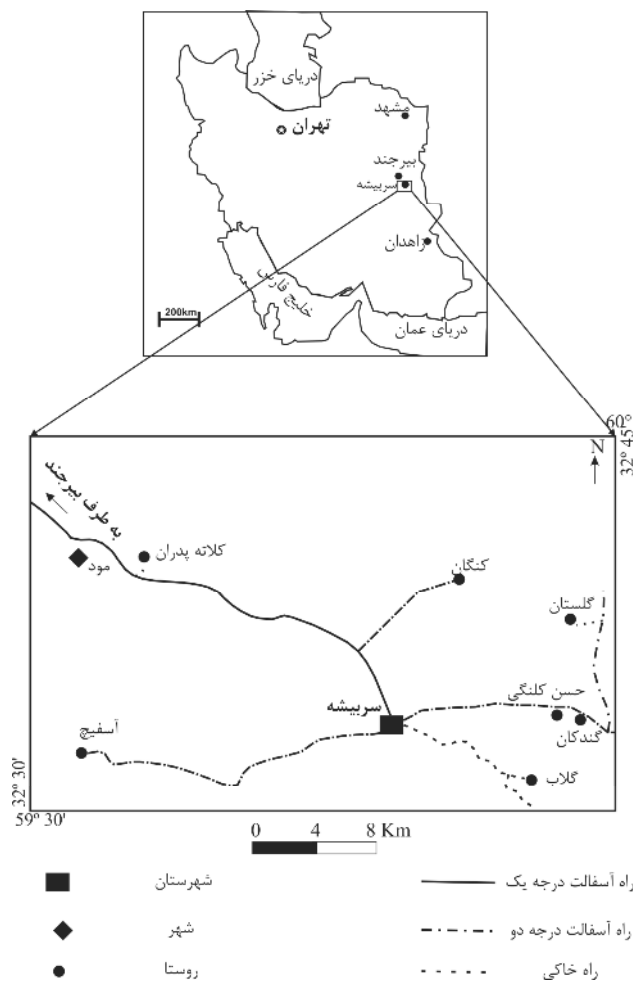 دریای خزر
مشهد
تهران
بیرجند
سربیشه
زاهدان
خلیج فارس
دریای عمان
200km
60°
32° 45'
N
به طرف بیرجند
کلاته پدران
مود
کنگان
گلستان
حسن کلنگی
سربیشه
گندکان
آسفیچ
گلاب
32° 30'
59° 30'
0 4 8 Km
شهرستان
راه آسفالت درجه یک
شهر
راه آسفالت درجه دو
روستا
راه خاکی